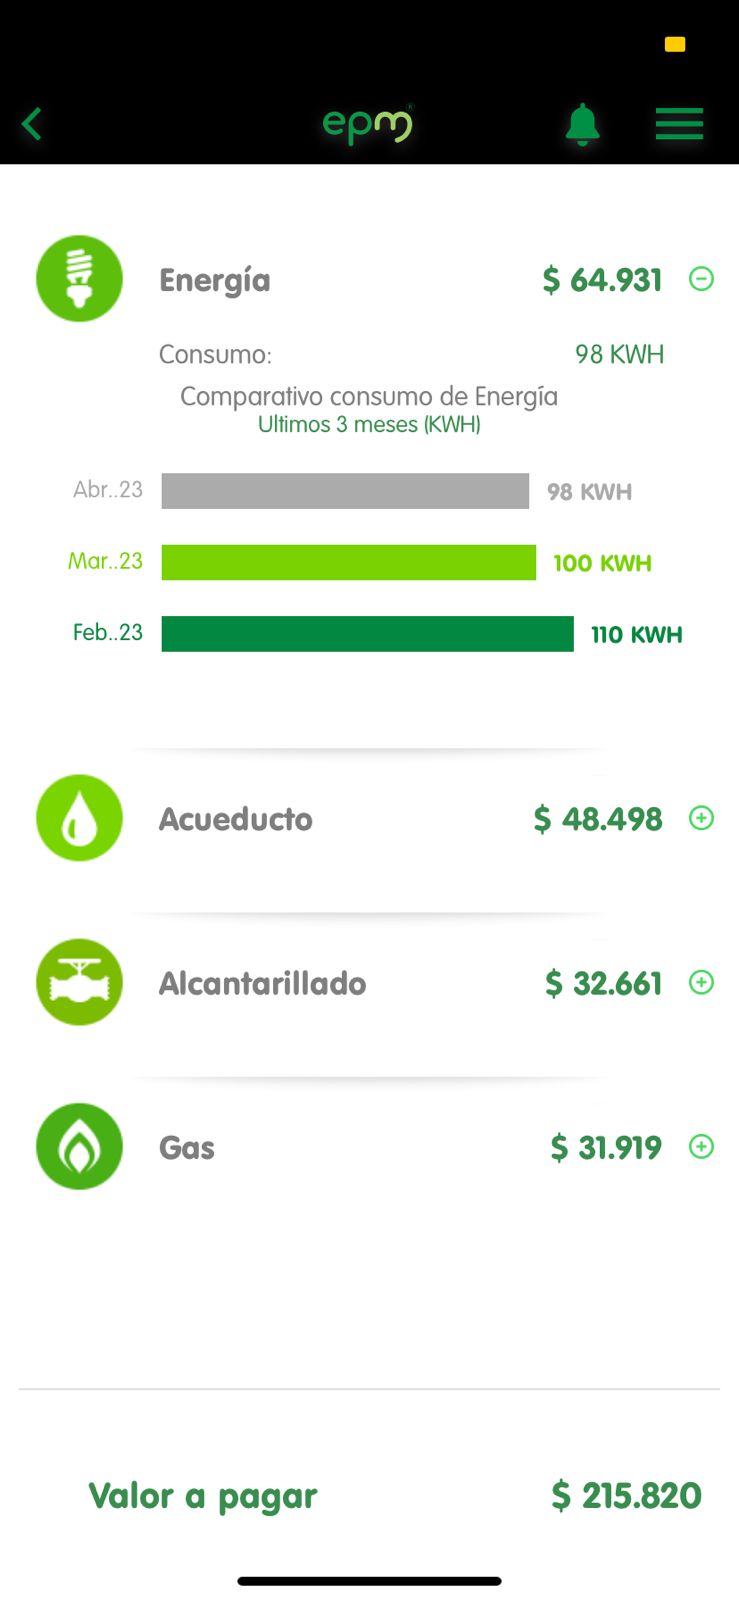 epm
Energía $ 64.931
Consumo: 98 KWH
Comparativo consumo de Energía
Ultimos 3 meses (KWH)
Abr..23 98 KWH
Mar..23 100 KWH
Feb..23 110 KWH
Acueducto $ 48.498
Alcantarillado $ 32.661
Gas $ 31.919
Valor a pagar $ 215.820